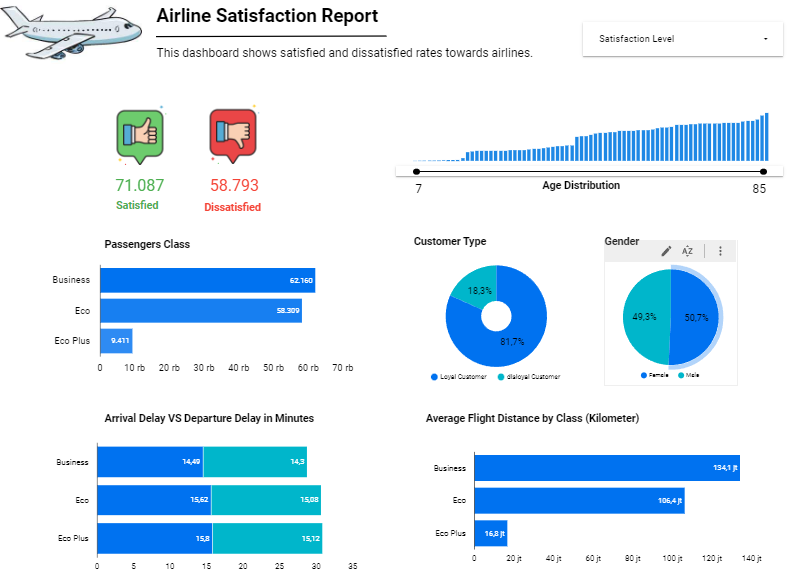 Airline Satisfaction Report
This dashboard shows satisfied and dissatisfied rates towards airlines.
Satisfaction Level
71.087
Satisfied
58.793
Dissatisfied
7
Age Distribution
85
Passengers Class
Business
62.160
Eco
58.309
Eco Plus
9.411
0 10 rb 20 rb 30 rb 40 rb 50 rb 60 rb 70 rb
Customer Type
18,3%
81,7%
Loyal Customer disloyal Customer
Gender
AZ
49,3%
50,7%
Female Male
Arrival Delay VS Departure Delay in Minutes
Business
14,49 14,3
Eco
15,62 15,08
Eco Plus
15,8 15,12
0 5 10 15 20 25 30 35
Average Flight Distance by Class (Kilometer)
Business
134,1 jt
Eco
106,4 jt
Eco Plus
16,8 jt
0 20 jt 40 jt 60 jt 80 jt 100 jt 120 jt 140 jt